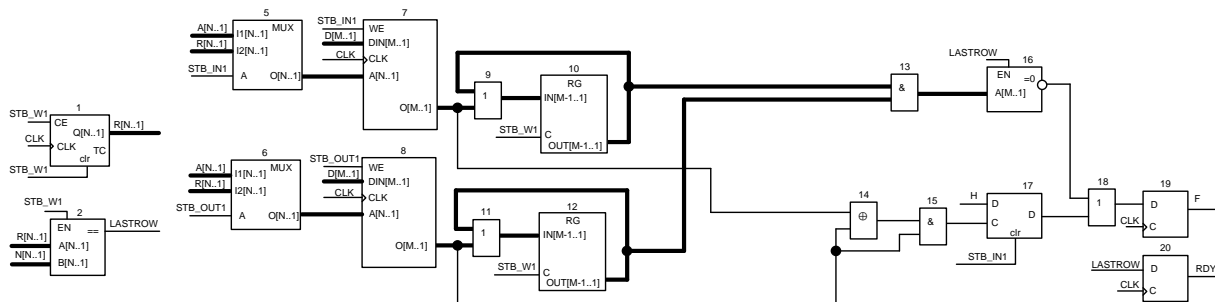 5
A[N..1]
R[N..1]
I1[N..1]
I2[N..1]
MUX
STB_IN1
A
O[N..1]
7
STB_IN1
D[M..1]
CLK
WE
DIN[M..1]
CLK
A[N..1]
O[M..1]
9
1
10
RG
IN[M-1..1]
STB_W1
C
OUT[M-1..1]
13
&
LASTROW
16
EN
=0
A[M..1]
1
STB_W1
CE
Q[N..1]
R[N..1]
CLK
CLK
TC
clr
STB_W1
6
A[N..1]
R[N..1]
I1[N..1]
I2[N..1]
MUX
STB_OUT1
A
O[N..1]
8
STB_OUT1
D[M..1]
CLK
WE
DIN[M..1]
CLK
A[N..1]
O[M..1]
11
1
12
RG
IN[M-1..1]
STB_W1
C
OUT[M-1..1]
STB_W1
2
EN
==
LASTROW
R[N..1]
N[N..1]
A[N..1]
B[N..1]
14
⊕
15
&
17
H
D
D
C
clr
STB_IN1
18
1
19
D
F
CLK
C
20
LASTROW
D
RDY
CLK
C